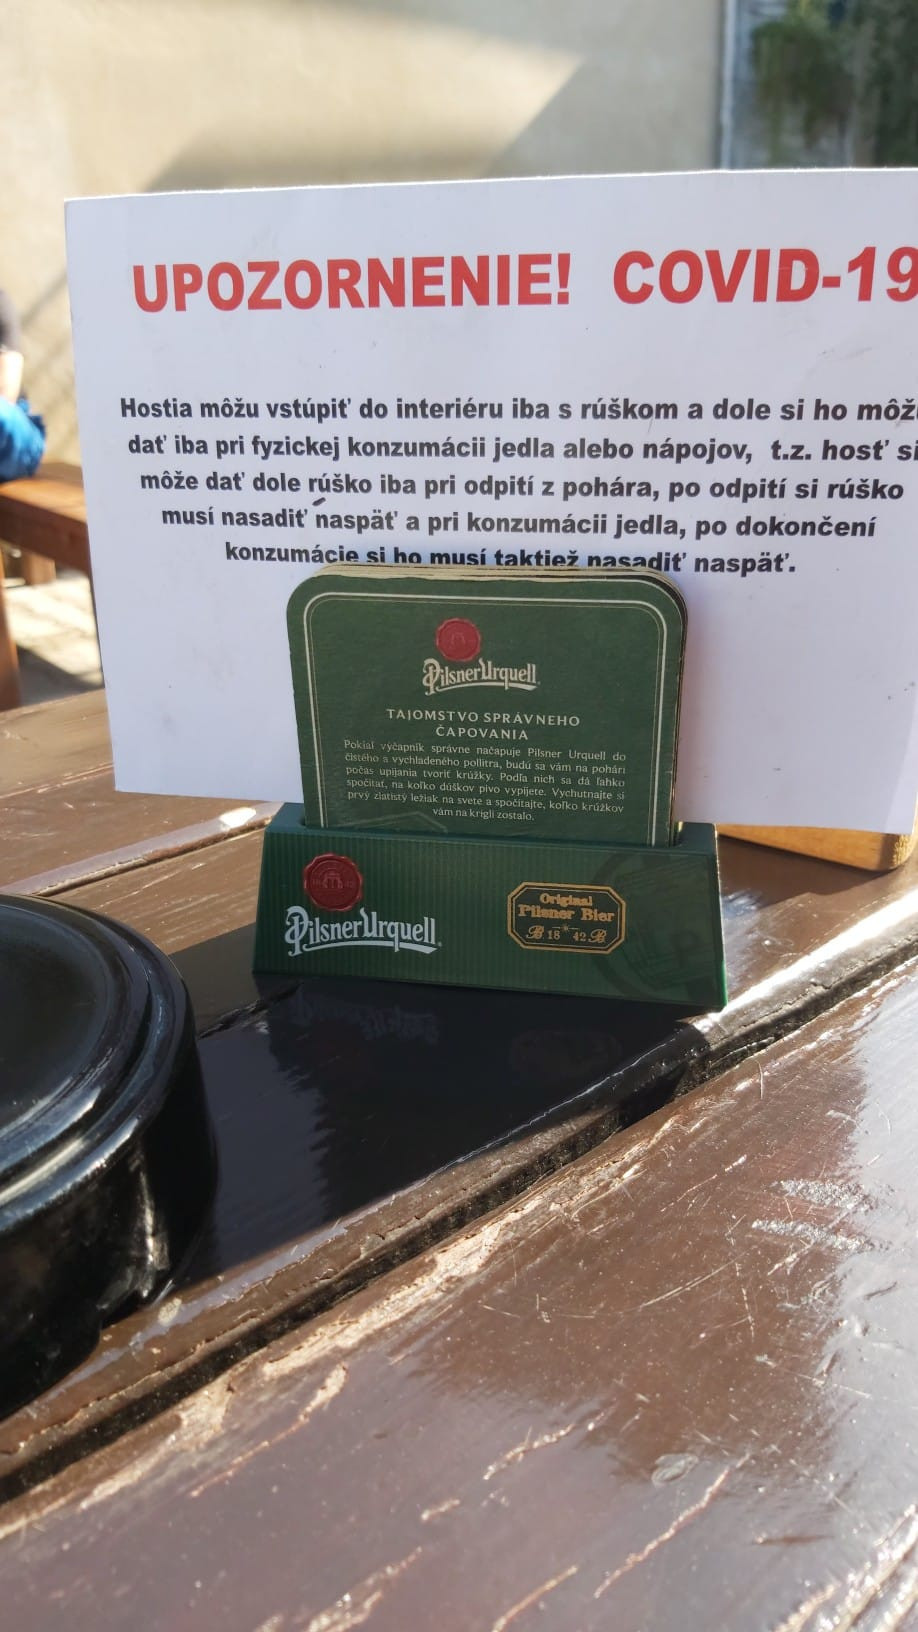 UPOZORNENIE! COVID-19
Hostia môžu vstúpiť do interiéru iba s rúškom a dole si ho môžu
dať iba pri fyzickej konzumácii jedla alebo nápojov, t.z. hosť si
môže dať dole rúško iba pri odpití z pohára, po odpití si rúško
musí nasadiť naspäť a pri konzumácii jedla, po dokončení
konzumácie si ho musí taktiež nasadiť naspäť.
Pilsner Urquell
TAJOMSTVO SPRÁVNEHO
ČAPOVANIA
Pokiaľ výčapník správne načapuje Pilsner Urquell do
čistého a vychladeného pollitra, budú sa vám na pohári
počas upíjania tvoriť krúžky. Podľa nich sa dá ľahko
spočítať, na koľko dúškov pivo vypijete. Vychutnajte si
prvý zlatistý ležiak na svete a spočítajte, koľko krúžkov
vám na krígli zostalo.
Pilsner Urquell
Original
Pilsner Bier
B 18 42 B